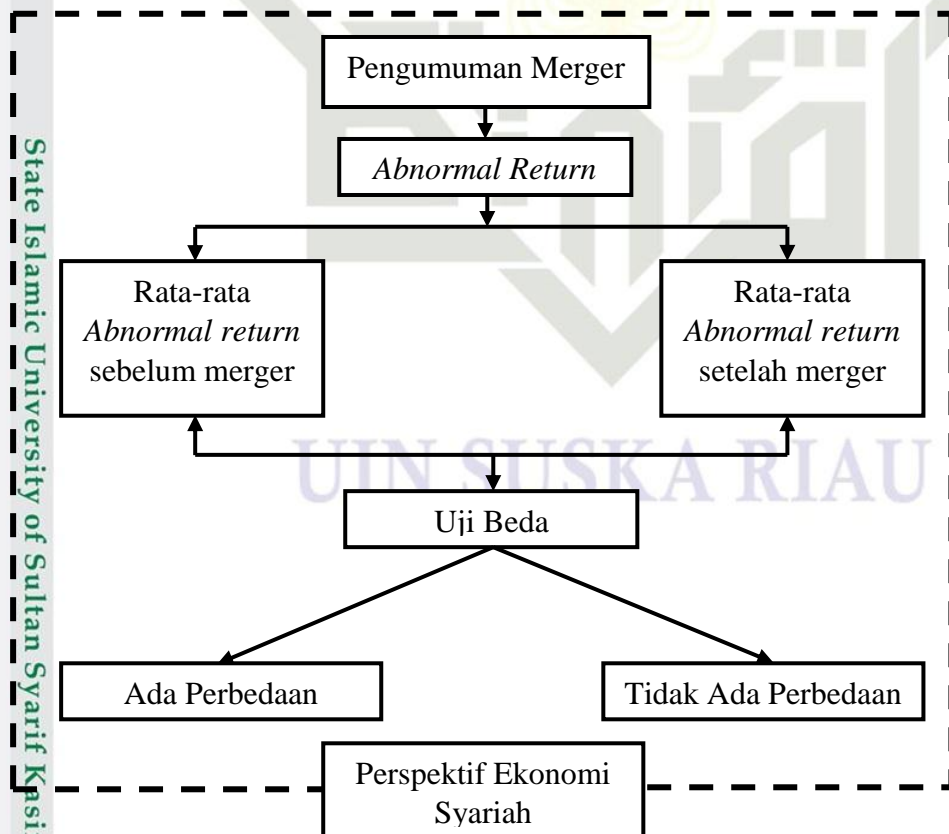 Pengumuman Merger
Abnormal Return
Rata-rata
Abnormal return
sebelum merger
Rata-rata
Abnormal return
setelah merger
UIN SUSKA RIAU
Uji Beda
Ada Perbedaan
Tidak Ada Perbedaan
Perspektif Ekonomi
Syariah
State Islamic University of Sultan Syarif Kasi